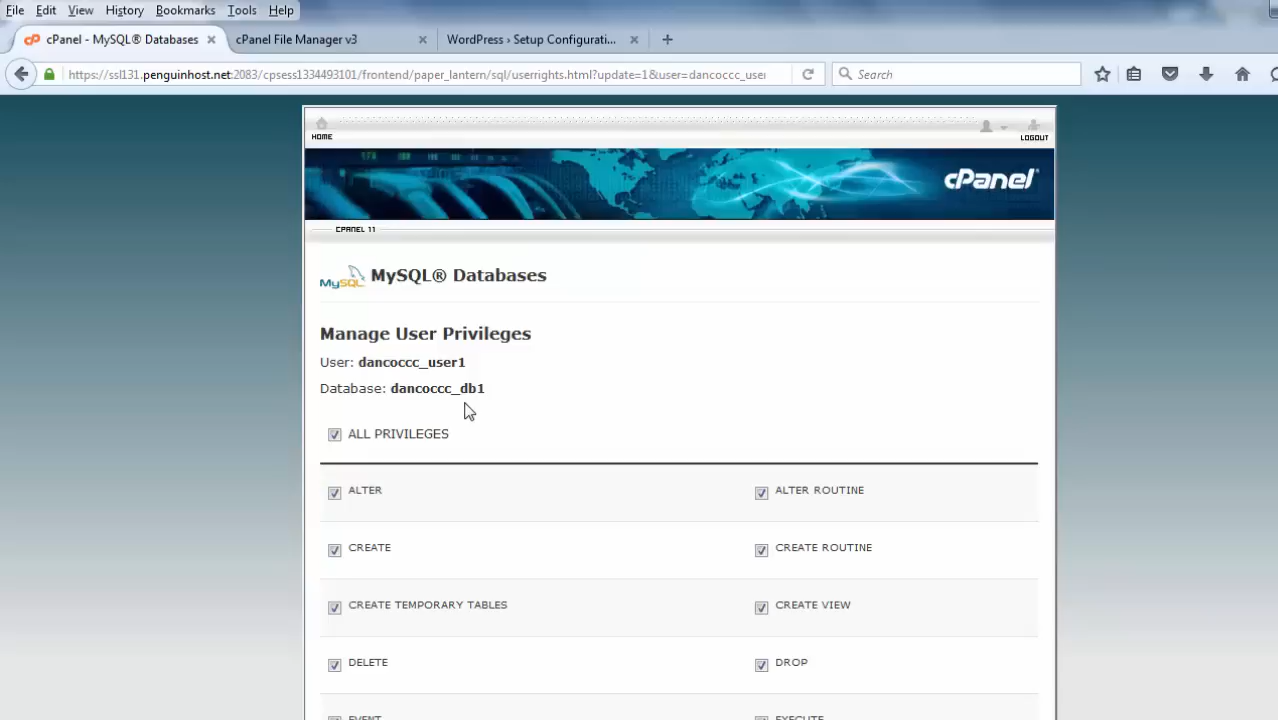 File Edit View History Bookmarks Tools Help
cPanel - MySQL® Databases
cPanel File Manager v3
WordPress › Setup Configurati...
https://ssl131.penguinhost.net:2083/cpsess1334493101/frontend/paper_lantern/sql/userrights.html?update=1&user=dancoccc_user
Search
HOME
LOGOUT
cPanel®
CPANEL 11
MySQL MySQL® Databases
Manage User Privileges
User: dancoccc_user1
Database: dancoccc_db1
ALL PRIVILEGES
ALTER
ALTER ROUTINE
CREATE
CREATE ROUTINE
CREATE TEMPORARY TABLES
CREATE VIEW
DELETE
DROP
EVENT
EXECUTE